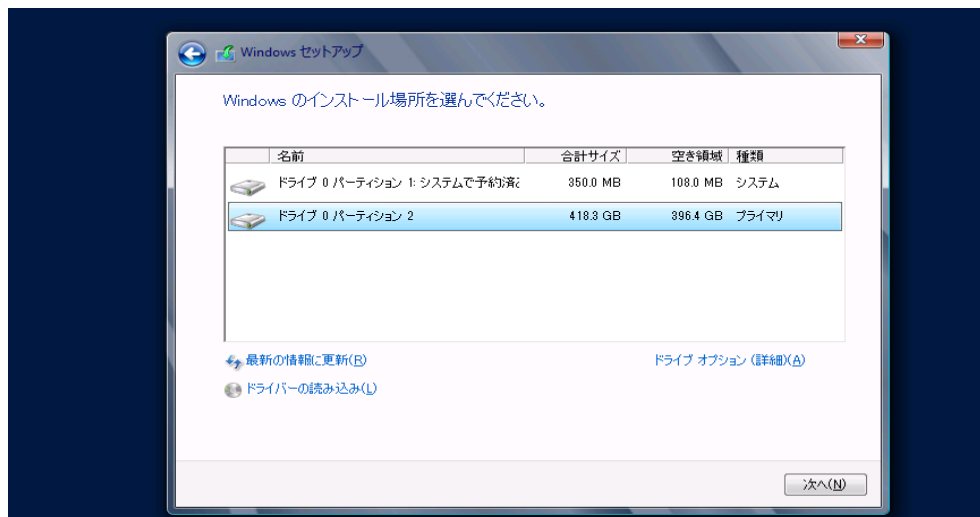 Windows セットアップ
Windows のインストール場所を選んでください。
名前 合計サイズ 空き領域 種類
ドライブ 0 パーティション 1: システムで予約済 350.0 MB 108.0 MB システム
ドライブ 0 パーティション 2 418.3 GB 396.4 GB プライマリ
最新の情報に更新(R) ドライブ オプション (詳細)(A)
ドライバーの読み込み(L)
次へ(N)